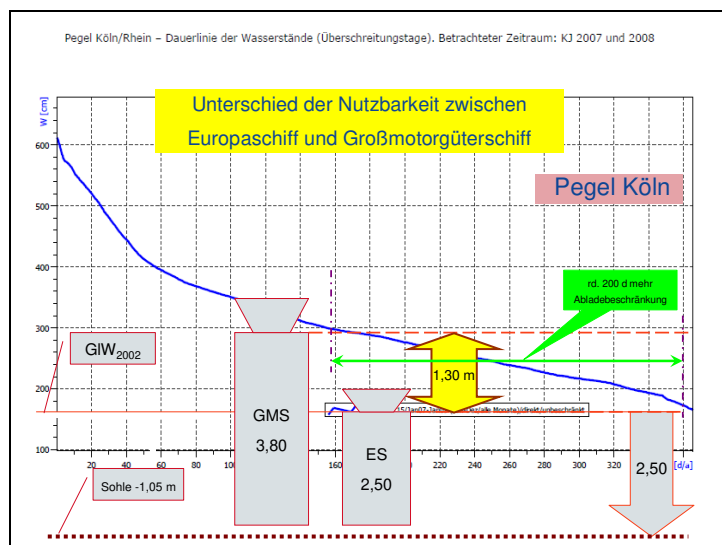 Pegel Köln/Rhein – Dauerlinie der Wasserstände (Überschreitungstage). Betrachteter Zeitraum: KJ 2007 und 2008
W [cm]
Unterschied der Nutzbarkeit zwischen
Europaschiff und Großmotorgüterschiff
600
Pegel Köln
500
400
rd. 200 d mehr
Abladebeschränkung
300
GlW2002
1,30 m
200
GMS
3,80
ES
2,50
2,50
100
20
40
60
80
160
180
220
240
260
280
300
320
[d/a]
Sohle -1,05 m